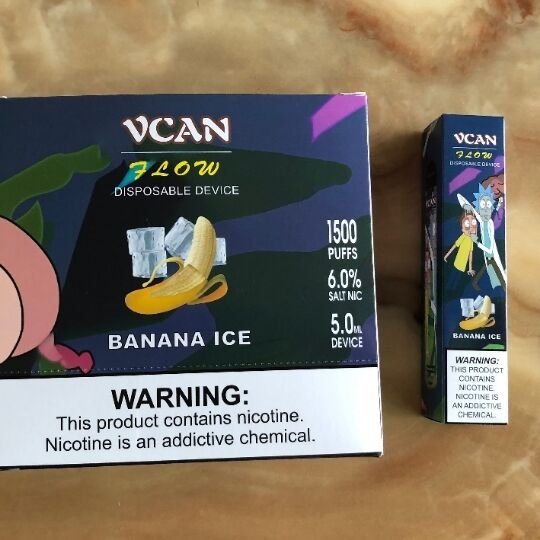 VCAN
FLOW
DISPOSABLE DEVICE
1500
PUFFS
6.0%
SALT NIC
5.0ML
DEVICE
BANANA ICE
WARNING:
This product contains nicotine.
Nicotine is an addictive chemical.
VCAN
FLOW
DISPOSABLE DEVICE
VCAN
BANANA ICE
WARNING:
THIS PRODUCT
CONTAINS
NICOTINE.
NICOTINE IS
AN ADDICTIVE
CHEMICAL.